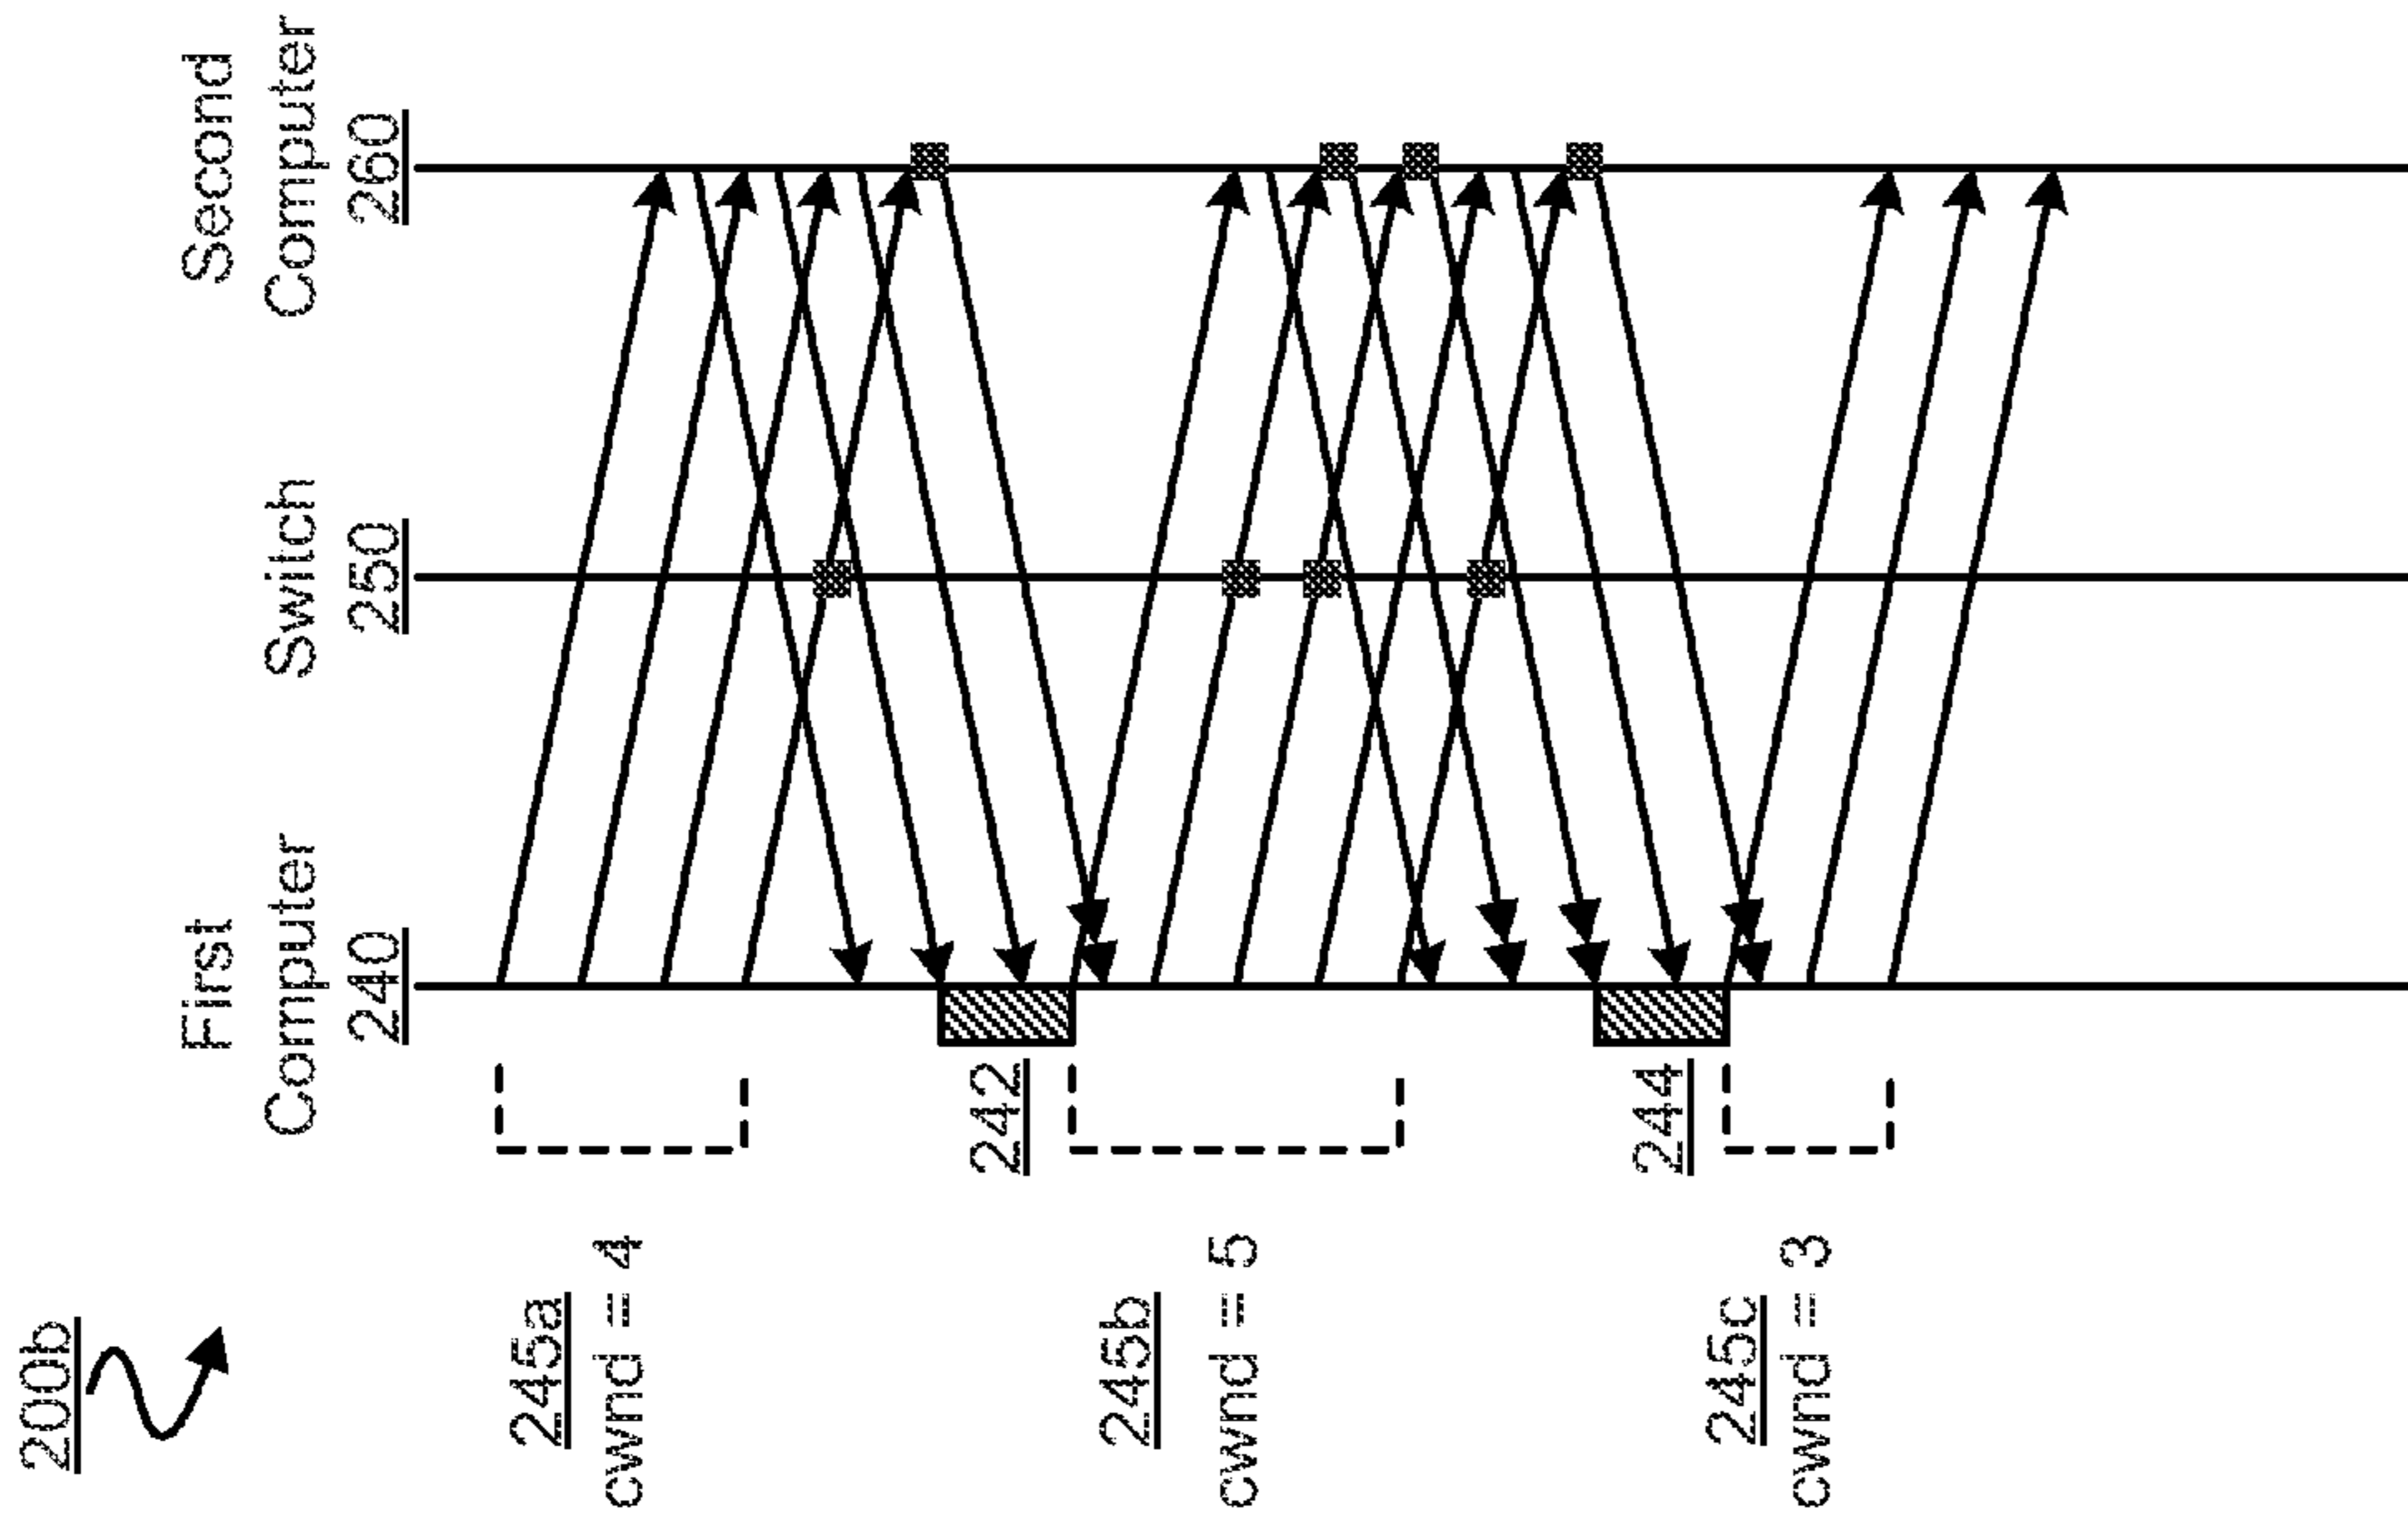 200b
First
Computer
240
Switch
250
Second
Computer
260
245a
cwnd = 4
242
245b
cwnd = 5
244
245c
cwnd = 3